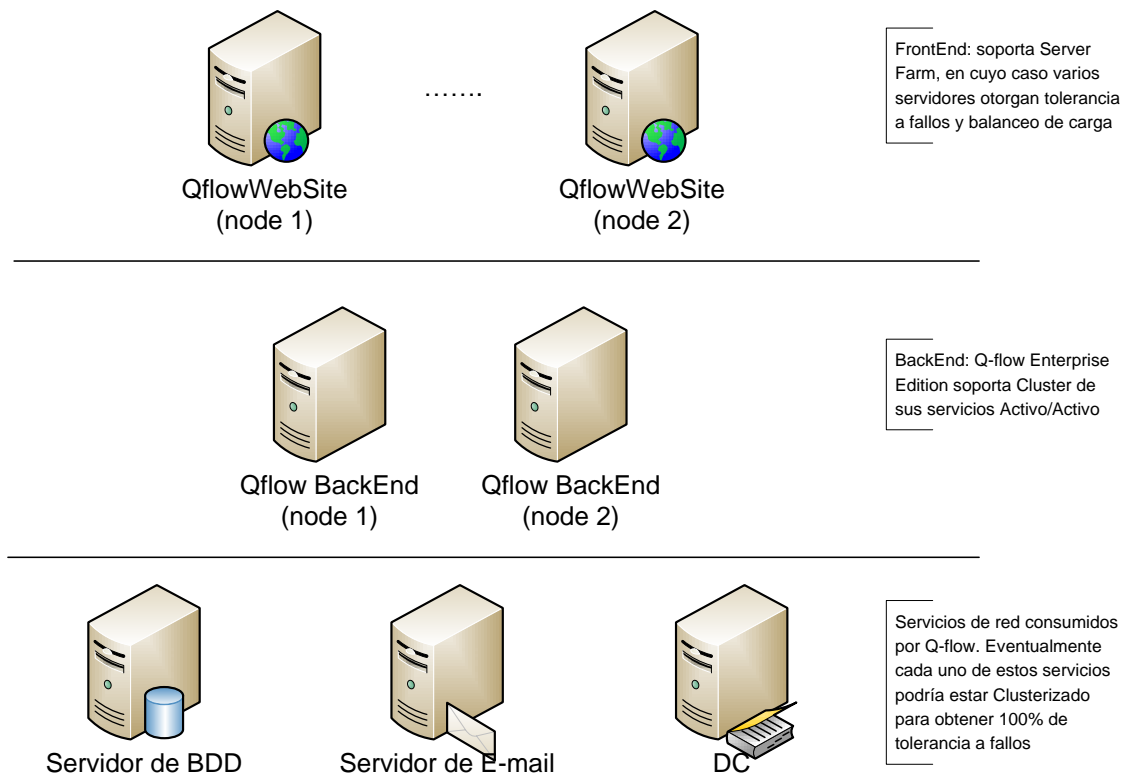 FrontEnd: soporta Server
Farm, en cuyo caso varios
servidores otorgan tolerancia
a fallos y balanceo de carga
.......
QflowWebSite
(node 1)
QflowWebSite
(node 2)
BackEnd: Q-flow Enterprise
Edition soporta Cluster de
sus servicios Activo/Activo
Qflow BackEnd
(node 1)
Qflow BackEnd
(node 2)
Servicios de red consumidos
por Q-flow. Eventualmente
cada uno de estos servicios
podría estar Clusterizado
para obtener 100% de
tolerancia a fallos
Servidor de BDD
Servidor de E-mail
DC